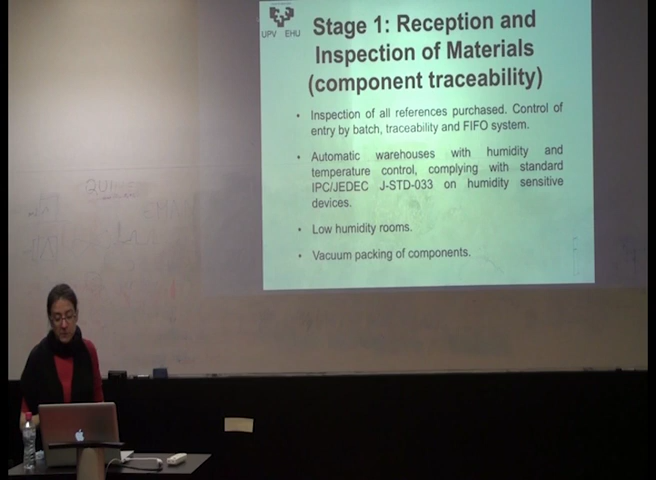 UPV EHU
Stage 1: Reception and
Inspection of Materials
(component traceability)
• Inspection of all references purchased. Control of
entry by batch, traceability and FIFO system.
• Automatic warehouses with humidity and
temperature control, complying with standard
IPC/JEDEC J-STD-033 on humidity sensitive
devices.
• Low humidity rooms.
• Vacuum packing of components.